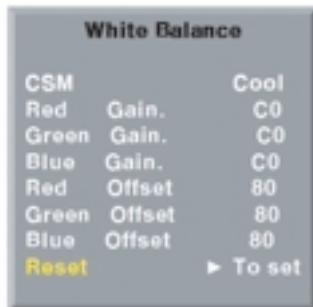 White Balance
CSM Cool
Red Gain. C0
Green Gain. C0
Blue Gain. C0
Red Offset 80
Green Offset 80
Blue Offset 80
Reset ► To set